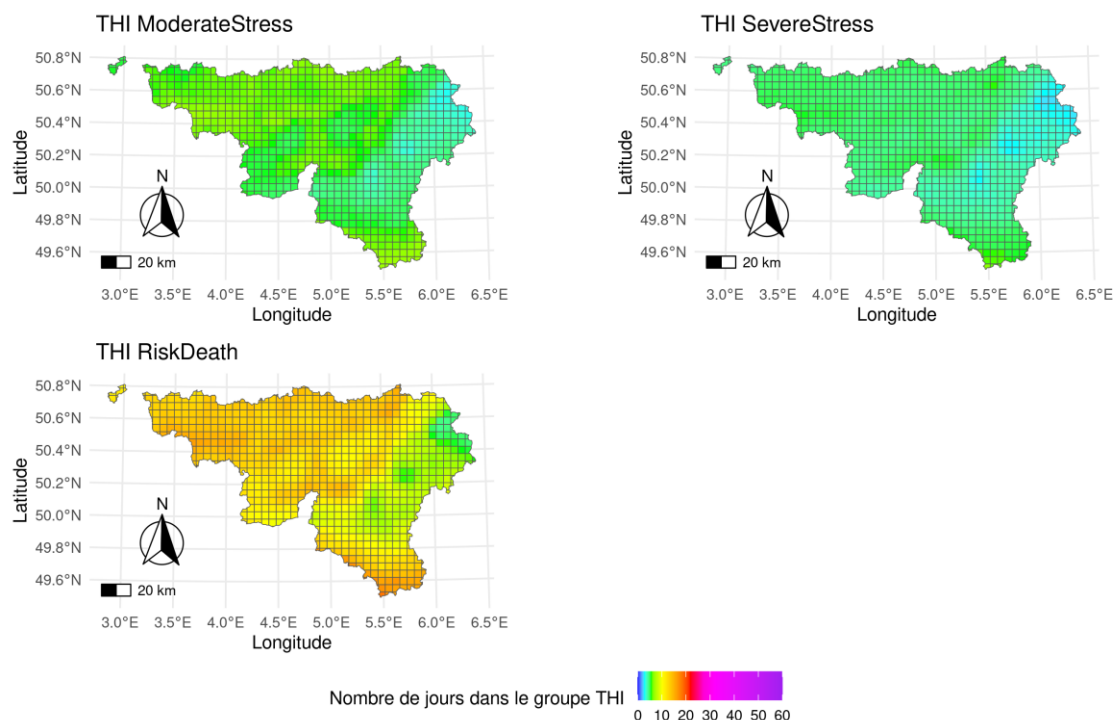 THI ModerateStress
50.8°N
50.6°N
50.4°N
50.2°N
50.0°N
49.8°N
49.6°N
Latitude
N
20 km
3.0°E 3.5°E 4.0°E 4.5°E 5.0°E 5.5°E 6.0°E 6.5°E
Longitude
THI SevereStress
50.8°N
50.6°N
50.4°N
50.2°N
50.0°N
49.8°N
49.6°N
Latitude
N
20 km
3.0°E 3.5°E 4.0°E 4.5°E 5.0°E 5.5°E 6.0°E 6.5°E
Longitude
THI RiskDeath
50.8°N
50.6°N
50.4°N
50.2°N
50.0°N
49.8°N
49.6°N
Latitude
N
20 km
3.0°E 3.5°E 4.0°E 4.5°E 5.0°E 5.5°E 6.0°E 6.5°E
Longitude
Nombre de jours dans le groupe THI
0 10 20 30 40 50 60